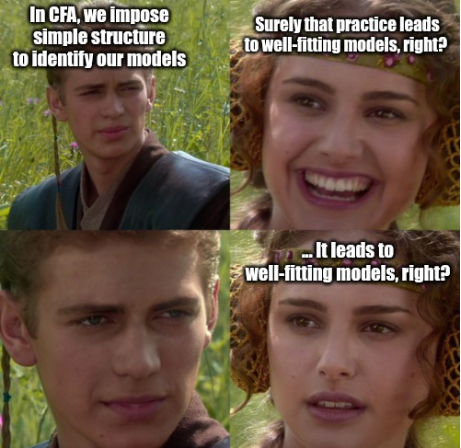 In CFA, we impose
simple structure
to identify our models
Surely that practice leads
to well-fitting models, right?
... It leads to
well-fitting models, right?